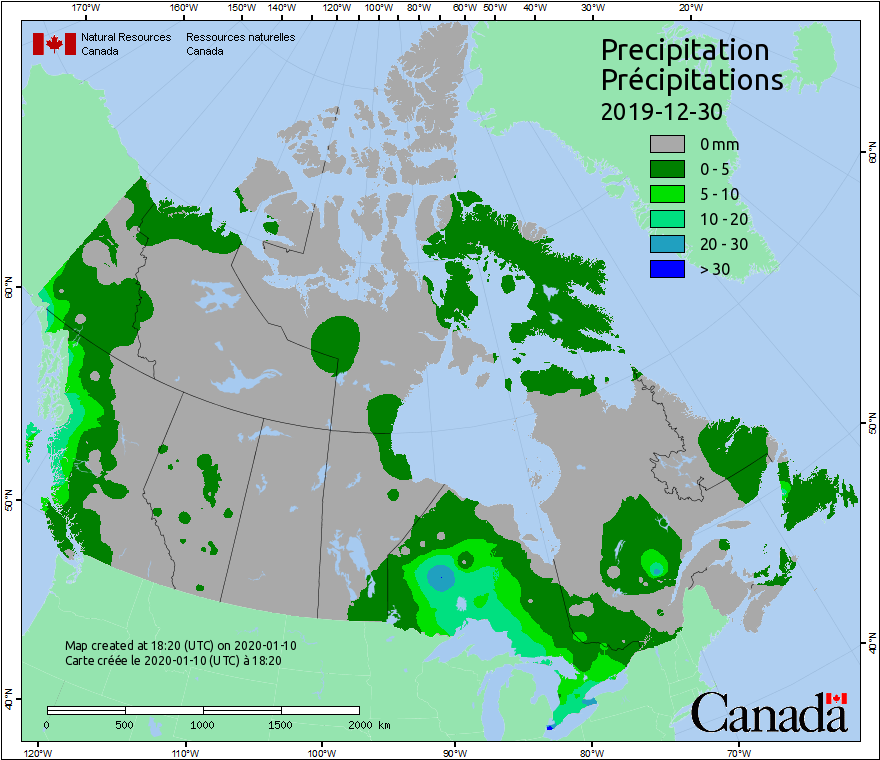 170°W 160°W 150°W 140°W 130°W 120°W 110°W 100°W 90°W 80°W 60°W 50°W 40°W 30°W 20°W
Natural Resources Ressources naturelles
Canada Canada
Precipitation
Précipitations
2019-12-30
0 mm
0 - 5
5 - 10
10 - 20
20 - 30
> 30
60°N
60°N
50°N
50°N
40°N
40°N
Map created at 18:20 (UTC) on 2020-01-10
Carte créée le 2020-01-10 (UTC) à 18:20
0 500 1000 1500 2000 km
Canada
120°W 110°W 100°W 90°W 80°W 70°W